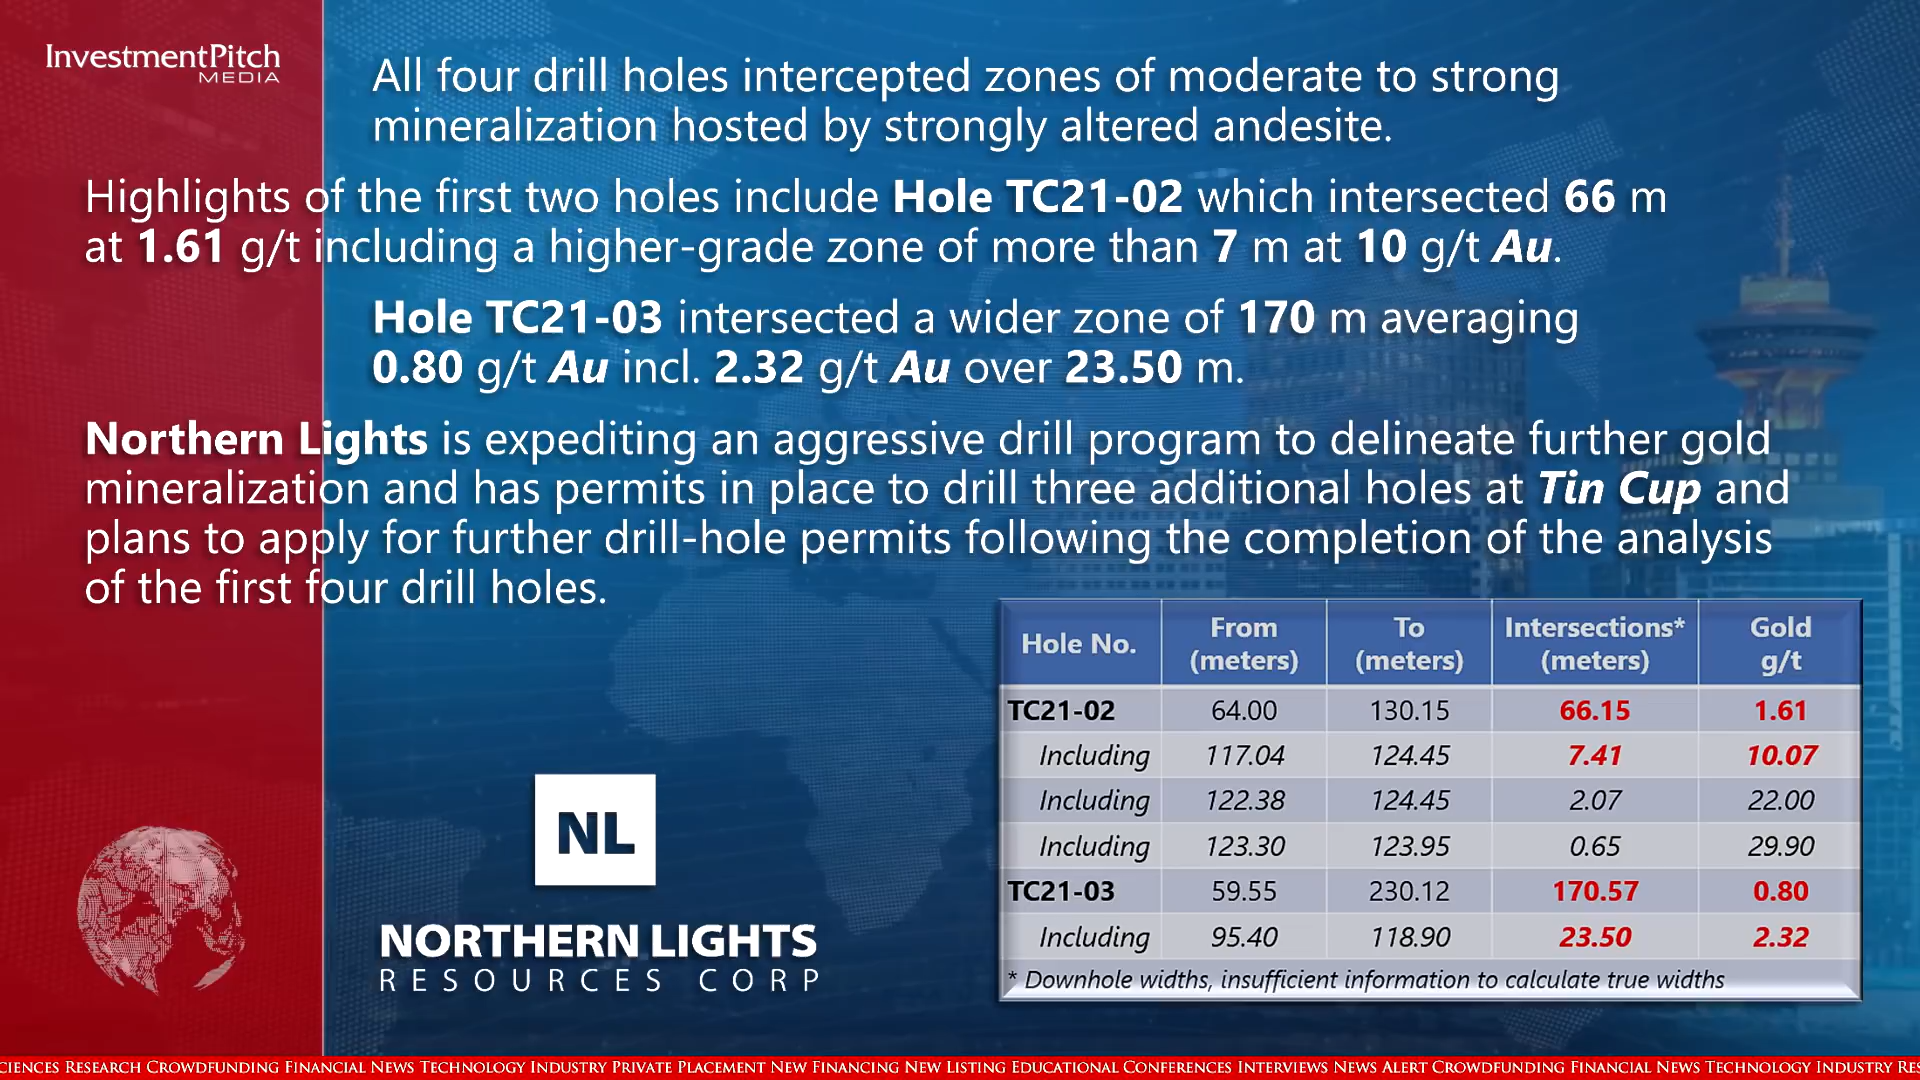 InvestmentPitch
MEDIA
All four drill holes intercepted zones of moderate to strong
mineralization hosted by strongly altered andesite.
Highlights of the first two holes include Hole TC21-02 which intersected 66 m
at 1.61 g/t including a higher-grade zone of more than 7 m at 10 g/t Au.
Hole TC21-03 intersected a wider zone of 170 m averaging
0.80 g/t Au incl. 2.32 g/t Au over 23.50 m.
Northern Lights is expediting an aggressive drill program to delineate further gold
mineralization and has permits in place to drill three additional holes at Tin Cup and
plans to apply for further drill-hole permits following the completion of the analysis
of the first four drill holes.
Hole No. From (meters) To (meters) Intersections* (meters) Gold g/t
TC21-02 64.00 130.15 66.15 1.61
Including 117.04 124.45 7.41 10.07
Including 122.38 124.45 2.07 22.00
Including 123.30 123.95 0.65 29.90
TC21-03 59.55 230.12 170.57 0.80
Including 95.40 118.90 23.50 2.32
* Downhole widths, insufficient information to calculate true widths
NL
NORTHERN LIGHTS
RESOURCES CORP
CIENCES RESEARCH CROWDFUNDING FINANCIAL NEWS TECHNOLOGY INDUSTRY PRIVATE PLACEMENT NEW FINANCING NEW LISTING EDUCATIONAL CONFERENCES INTERVIEWS NEWS ALERT CROWDFUNDING FINANCIAL NEWS TECHNOLOGY INDUSTRY RES